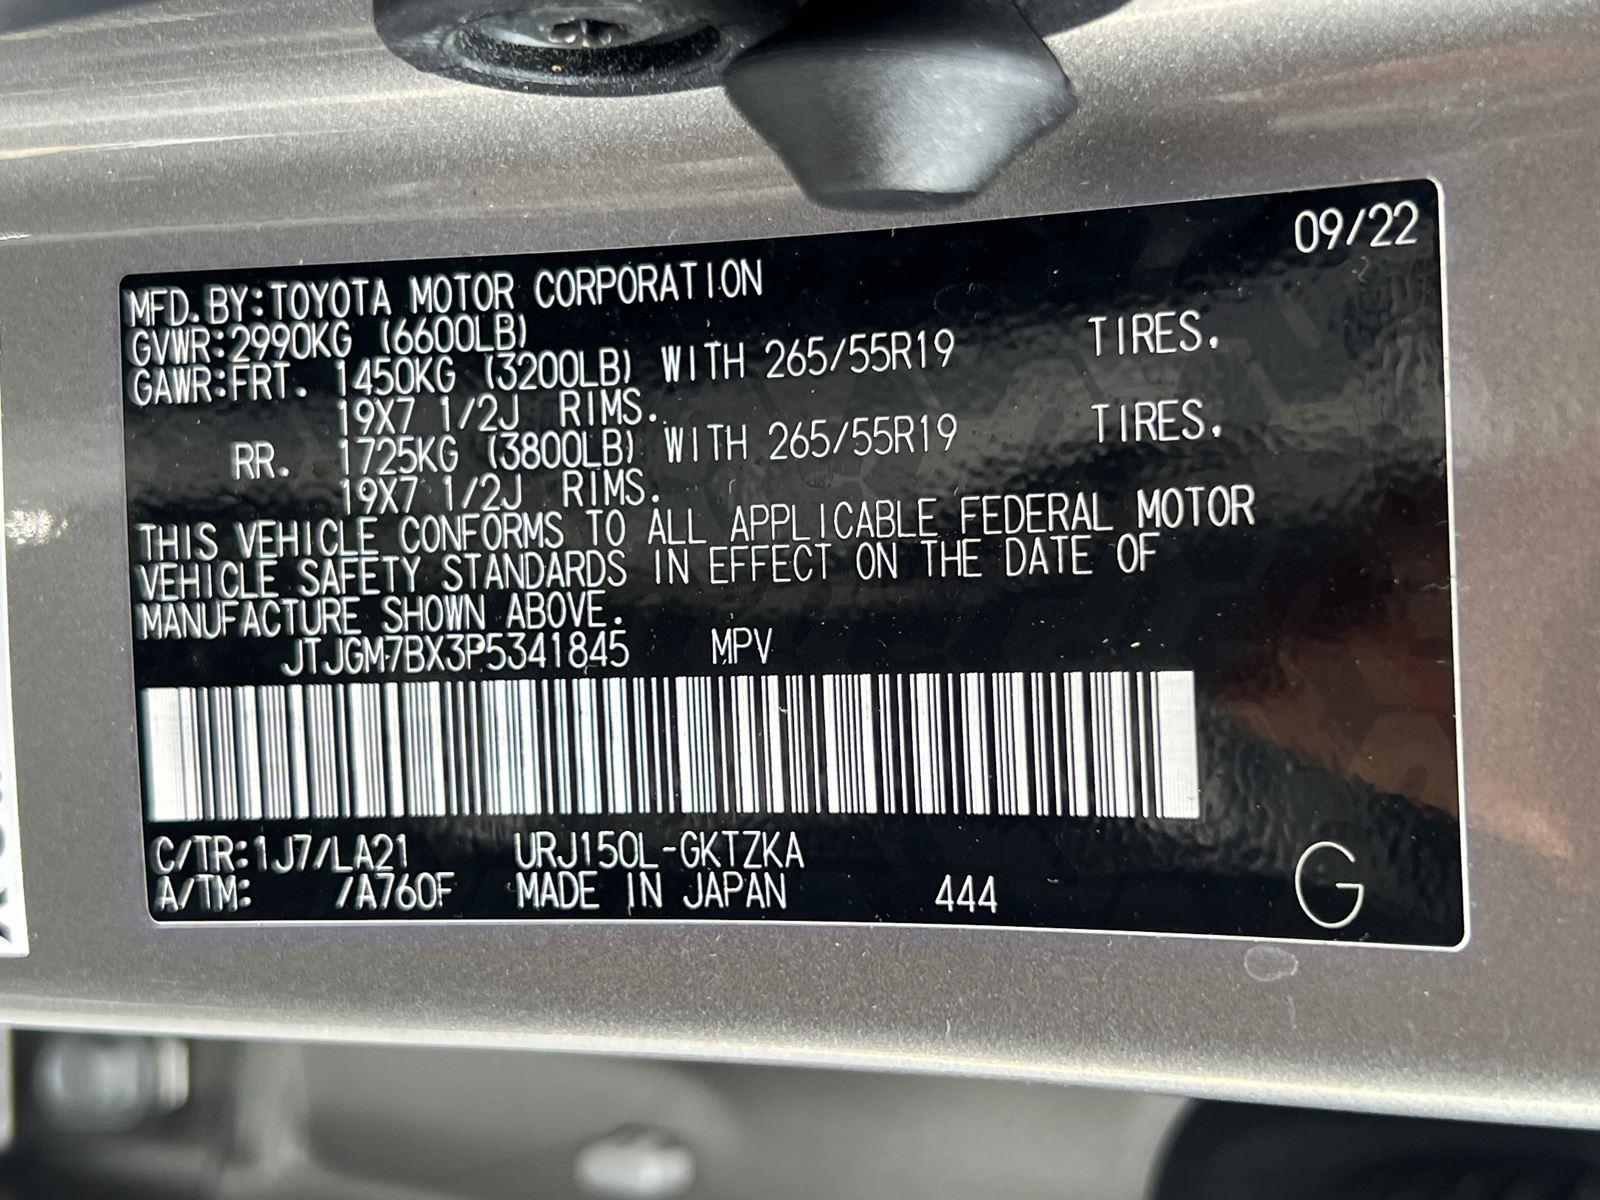 09/22
MFD.BY:TOYOTA MOTOR CORPORATION
GVWR:2990KG (6600LB)
GAWR:FRT. 1450KG (3200LB) WITH 265/55R19 TIRES.
19X7 1/2J RIMS.
RR. 1725KG (3800LB) WITH 265/55R19 TIRES.
19X7 1/2J RIMS.
THIS VEHICLE CONFORMS TO ALL APPLICABLE FEDERAL MOTOR
VEHICLE SAFETY STANDARDS IN EFFECT ON THE DATE OF
MANUFACTURE SHOWN ABOVE.
JTJGM7BX3P5341845 MPV
C/TR:1J7/LA21 URJ150L-GKTZKA
A/TM: /A760F MADE IN JAPAN 444 G